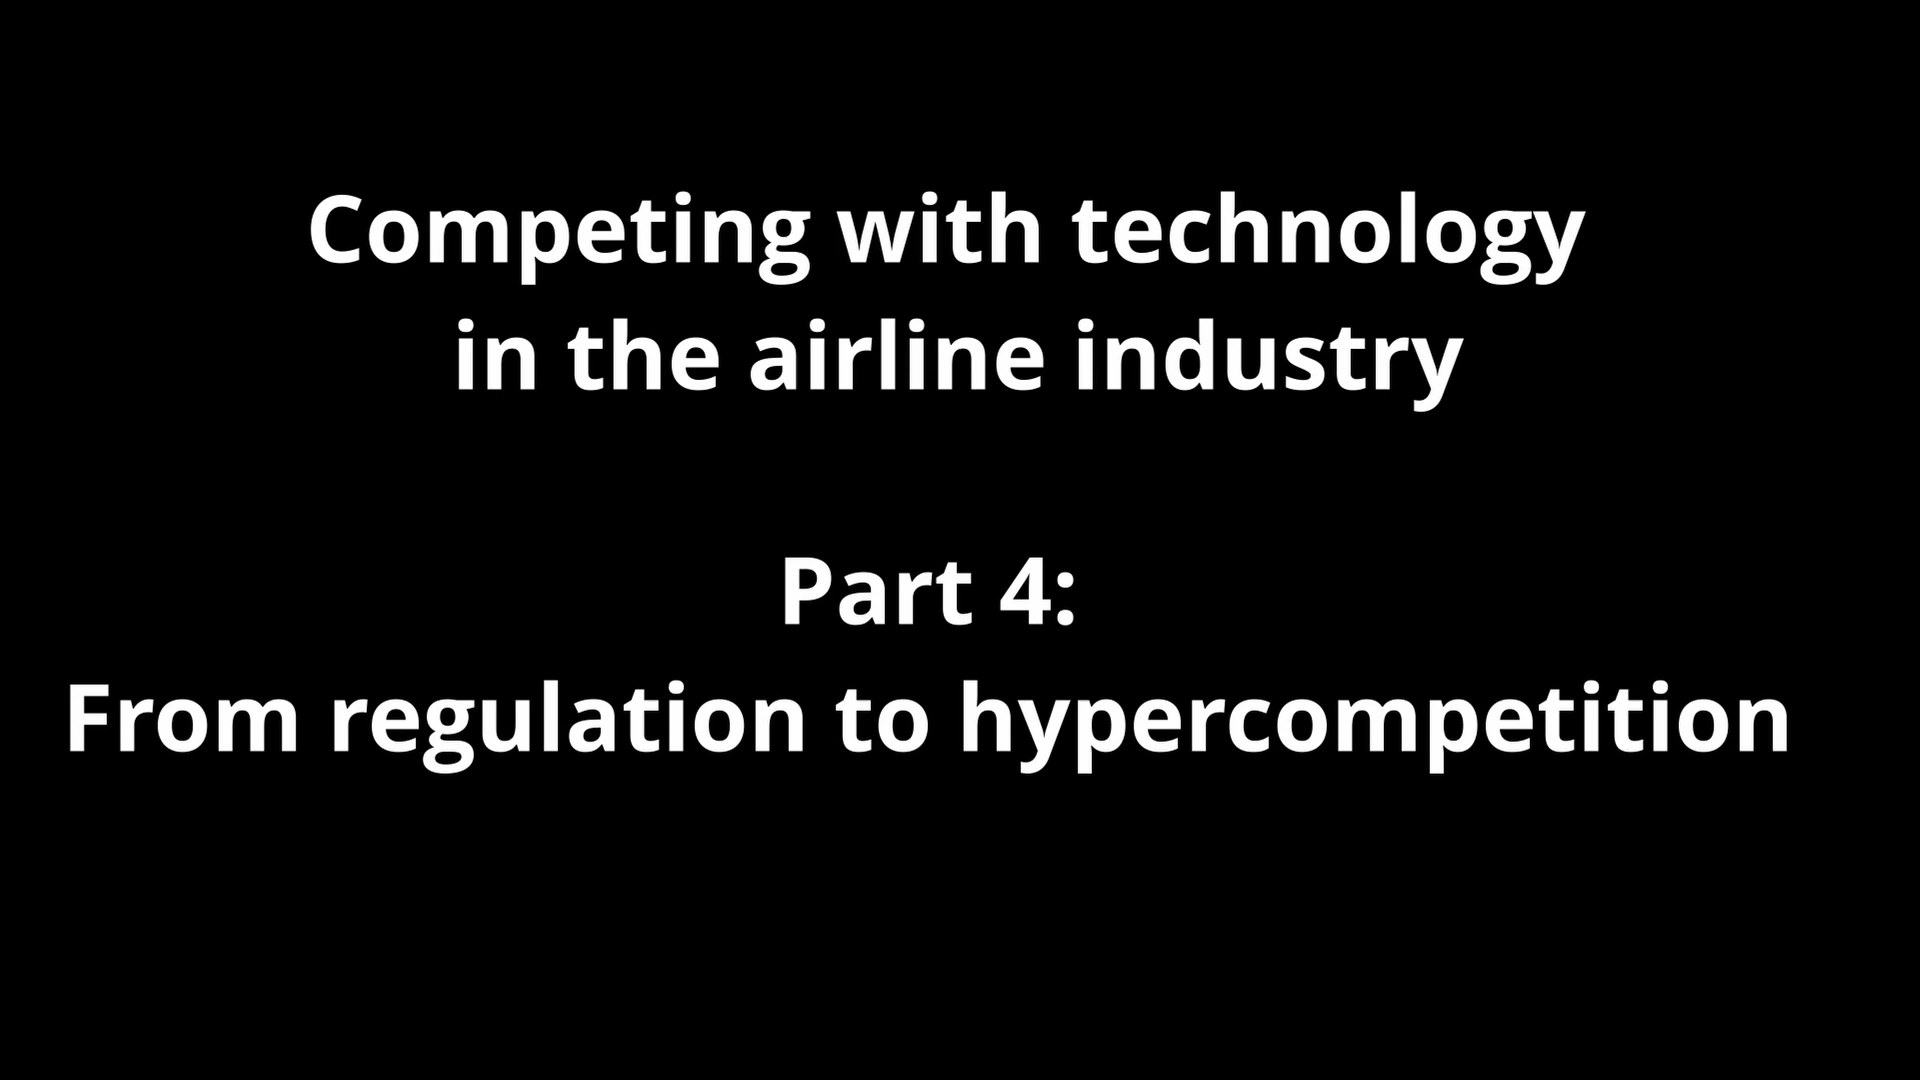 Competing with technology
in the airline industry
Part 4:
From regulation to hypercompetition